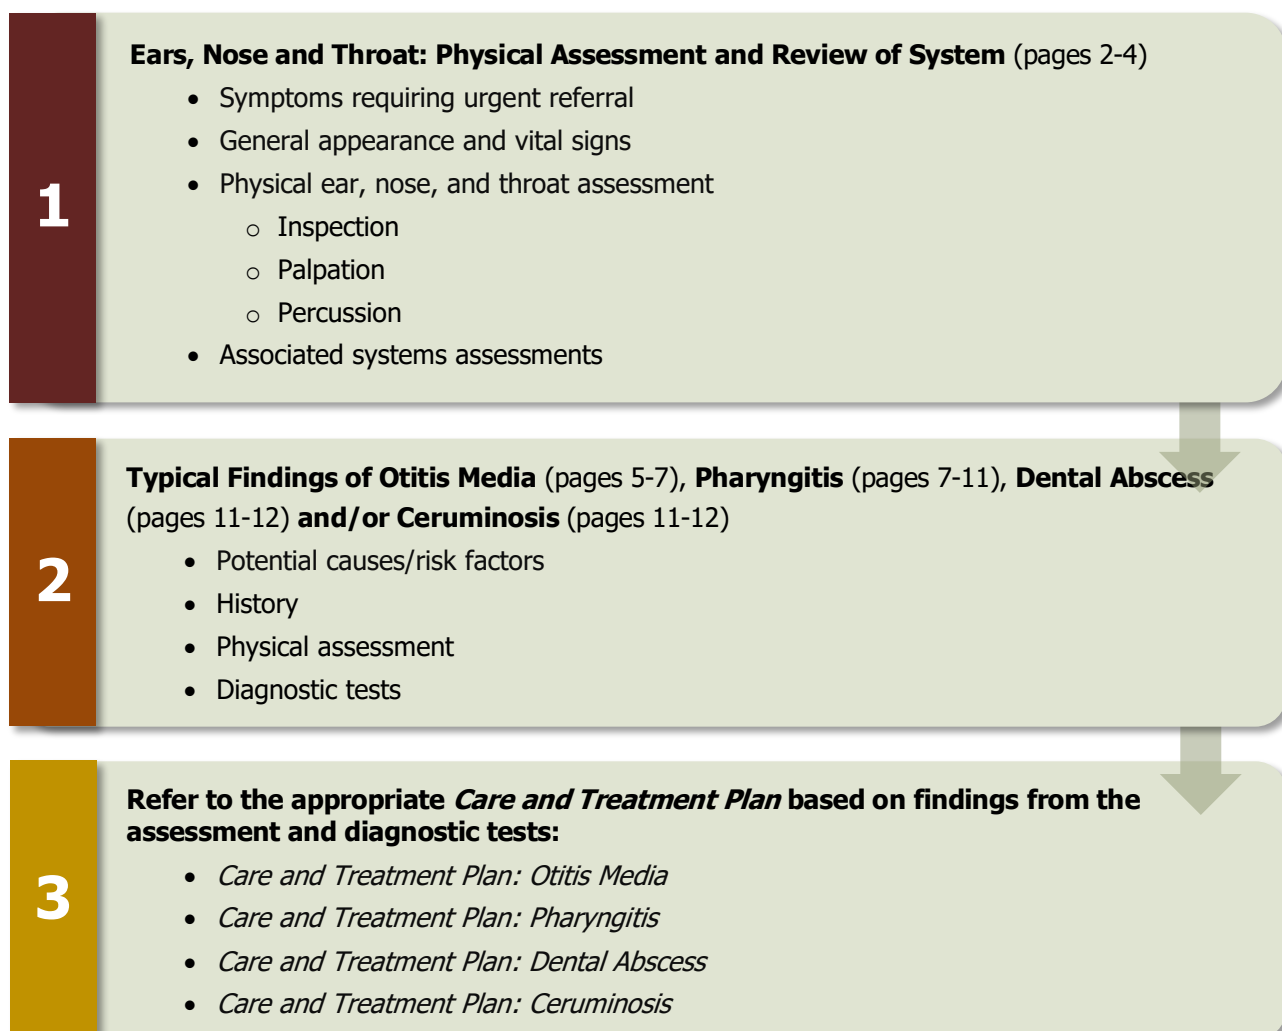 1
Ears, Nose and Throat: Physical Assessment and Review of System (pages 2-4)
• Symptoms requiring urgent referral
• General appearance and vital signs
• Physical ear, nose, and throat assessment
o Inspection
o Palpation
o Percussion
• Associated systems assessments
2
Typical Findings of Otitis Media (pages 5-7), Pharyngitis (pages 7-11), Dental Abscess
(pages 11-12) and/or Ceruminosis (pages 11-12)
• Potential causes/risk factors
• History
• Physical assessment
• Diagnostic tests
3
Refer to the appropriate Care and Treatment Plan based on findings from the
assessment and diagnostic tests:
• Care and Treatment Plan: Otitis Media
• Care and Treatment Plan: Pharyngitis
• Care and Treatment Plan: Dental Abscess
• Care and Treatment Plan: Ceruminosis